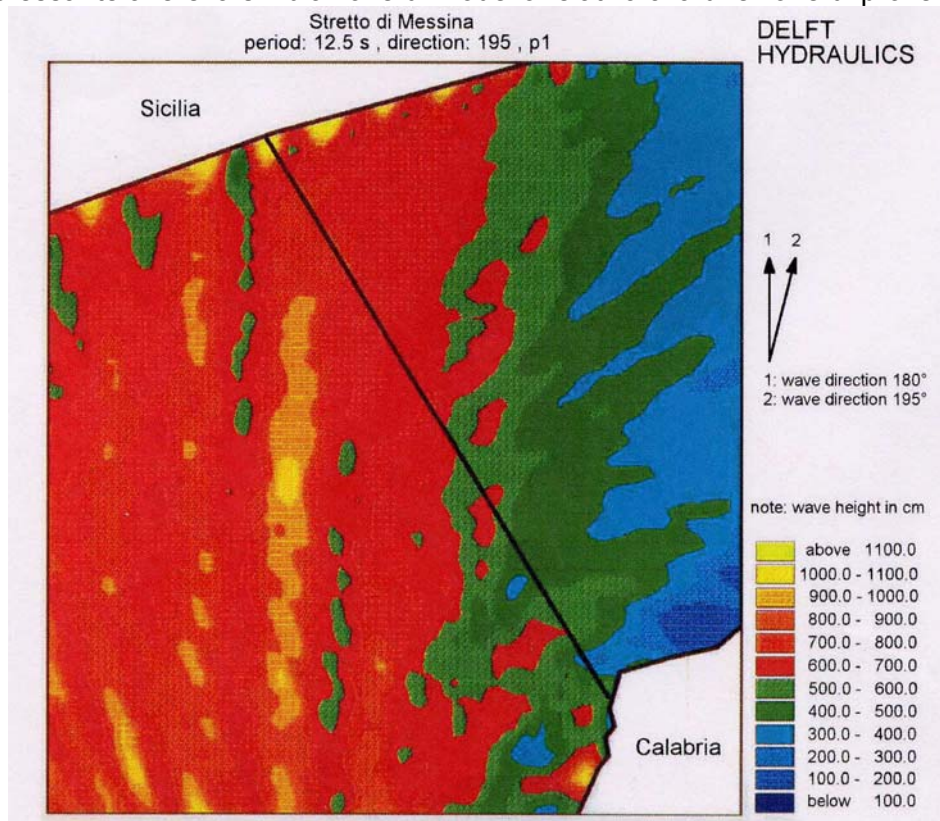 Stretto di Messina
period: 12.5 s , direction: 195 , p1
DELFT
HYDRAULICS
Sicilia
1 2
1: wave direction 180°
2: wave direction 195°
note: wave height in cm
above 1100.0
1000.0 - 1100.0
900.0 - 1000.0
800.0 - 900.0
700.0 - 800.0
600.0 - 700.0
500.0 - 600.0
400.0 - 500.0
300.0 - 400.0
200.0 - 300.0
100.0 - 200.0
below 100.0
Calabria